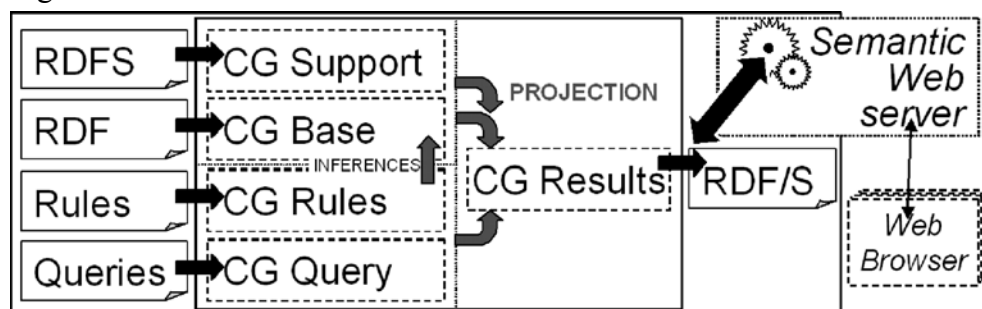 RDFS
CG Support
PROJECTION
Semantic
Web
server
RDF
CG Base
INFERENCES
CG Results
RDF/S
Rules
CG Rules
Queries
CG Query
Web
Browser